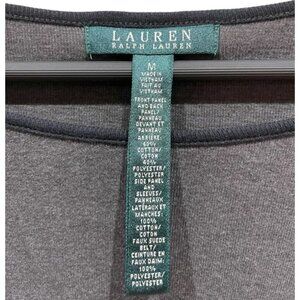 LAUREN
RALPH LAUREN
M
MADE IN
VIETNAM
FAIT AU
VIETNAM
FRONT PANEL
AND BACK
PANEL/
PANNEAU
DEVANT ET
PANNEAU
ARRIERE:
60%
COTTON/
COTON
40%
POLYESTER/
POLYESTER
SIDE PANEL
AND
SLEEVES/
PANNEAUX
LATÉRAUX ET
MANCHES:
100%
COTTON/
COTON
FAUX SUEDE
BELT/
CEINTURE EN
FAUX DAIM:
100%
POLYESTER/
POLYESTER